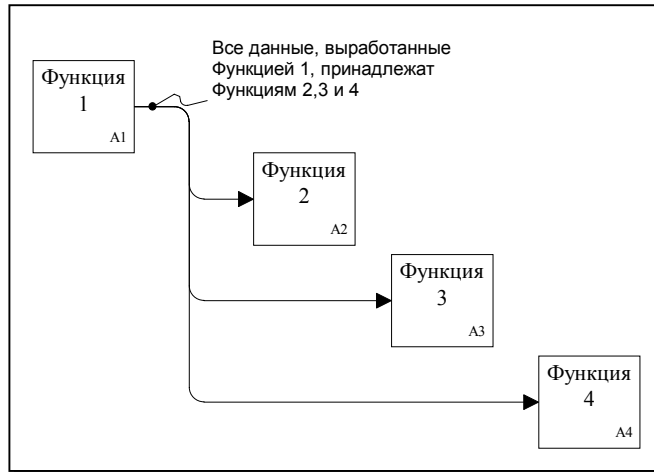 Все данные, выработанные
Функцией 1, принадлежат
Функциям 2,3 и 4
Функция
1
A1
Функция
2
A2
Функция
3
A3
Функция
4
A4